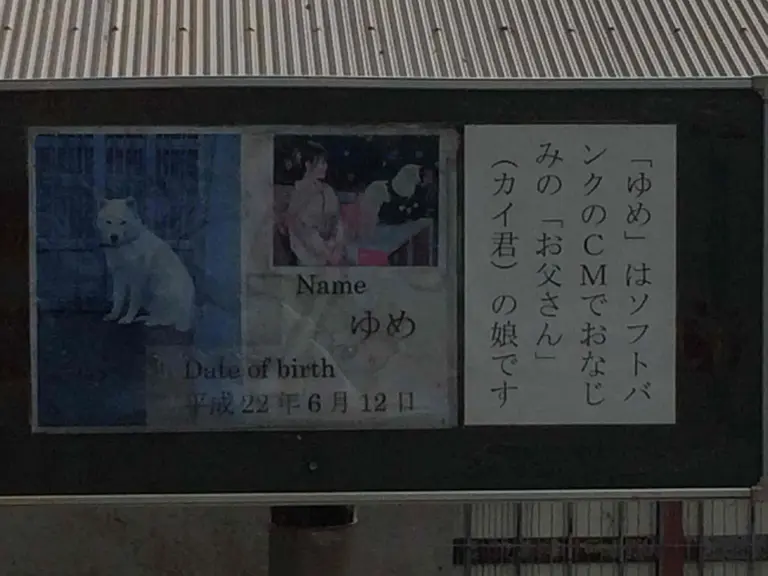 Name
ゆめ
Date of birth
平成22年6月12日
「ゆめ」はソフトバ
ンクのCMでおなじ
みの「お父さん」
(カイ君)の娘です